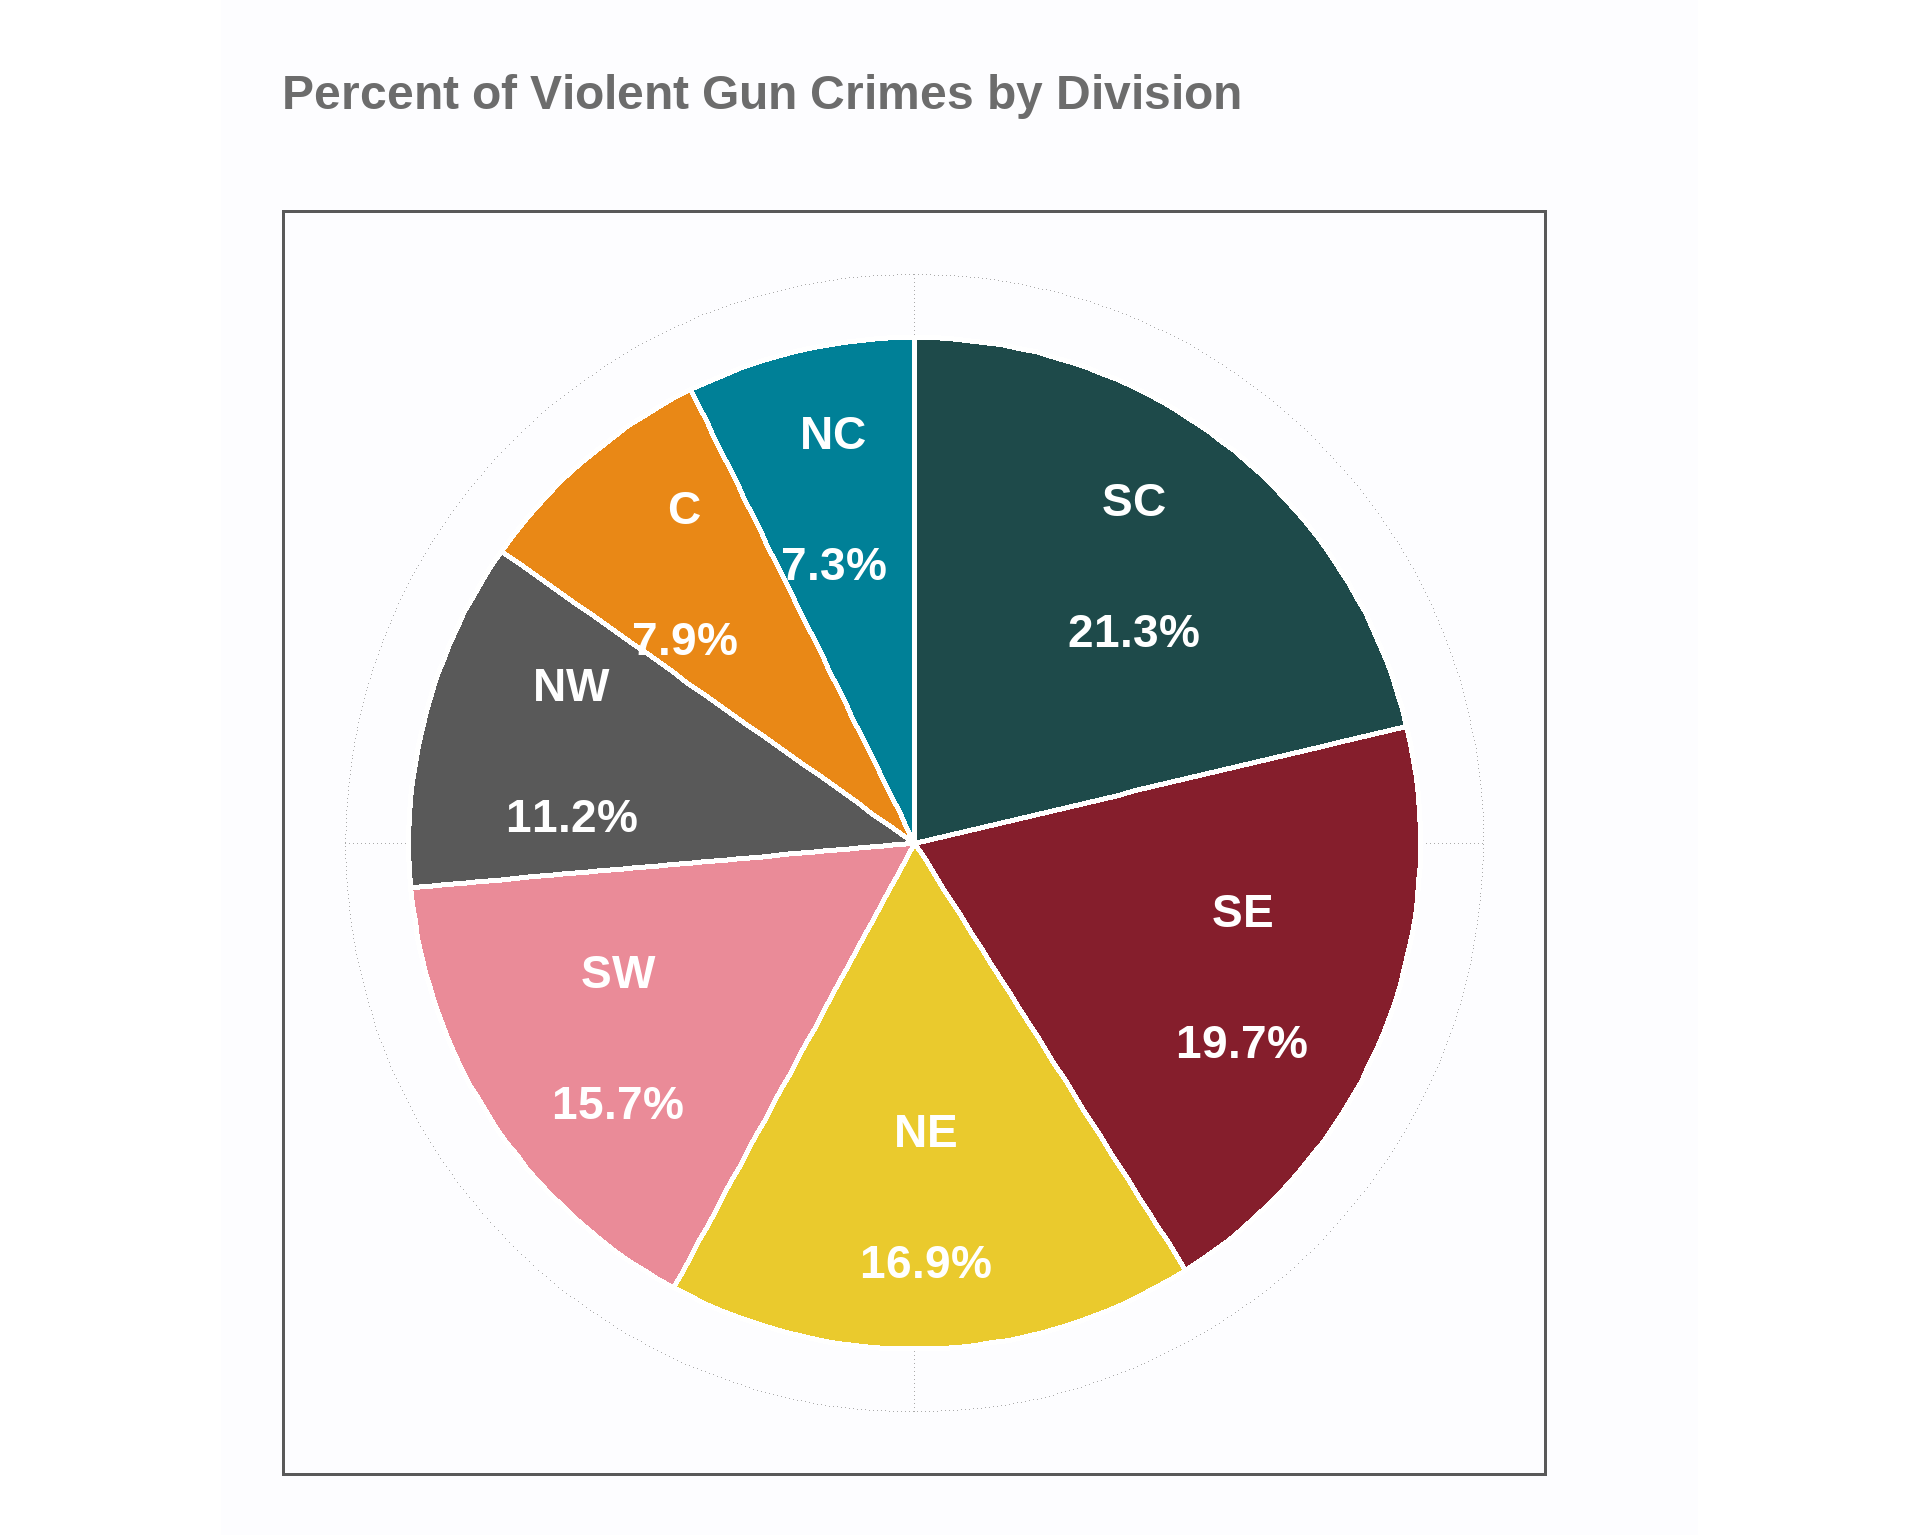 Percent of Violent Gun Crimes by Division
NC
7.3%
SC
21.3%
C
7.9%
NW
11.2%
SE
19.7%
SW
15.7%
NE
16.9%